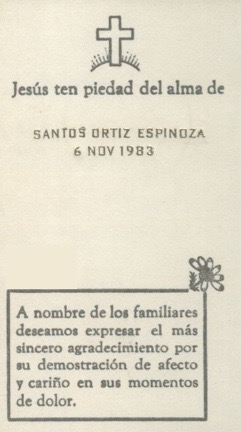 Jesús ten piedad del alma de
SANTOS ORTIZ ESPINOZA
6 NOV 1983
A nombre de los familiares
deseamos expresar el más
sincero agradecimiento por
su demostración de afecto
y cariño en sus momentos
de dolor.